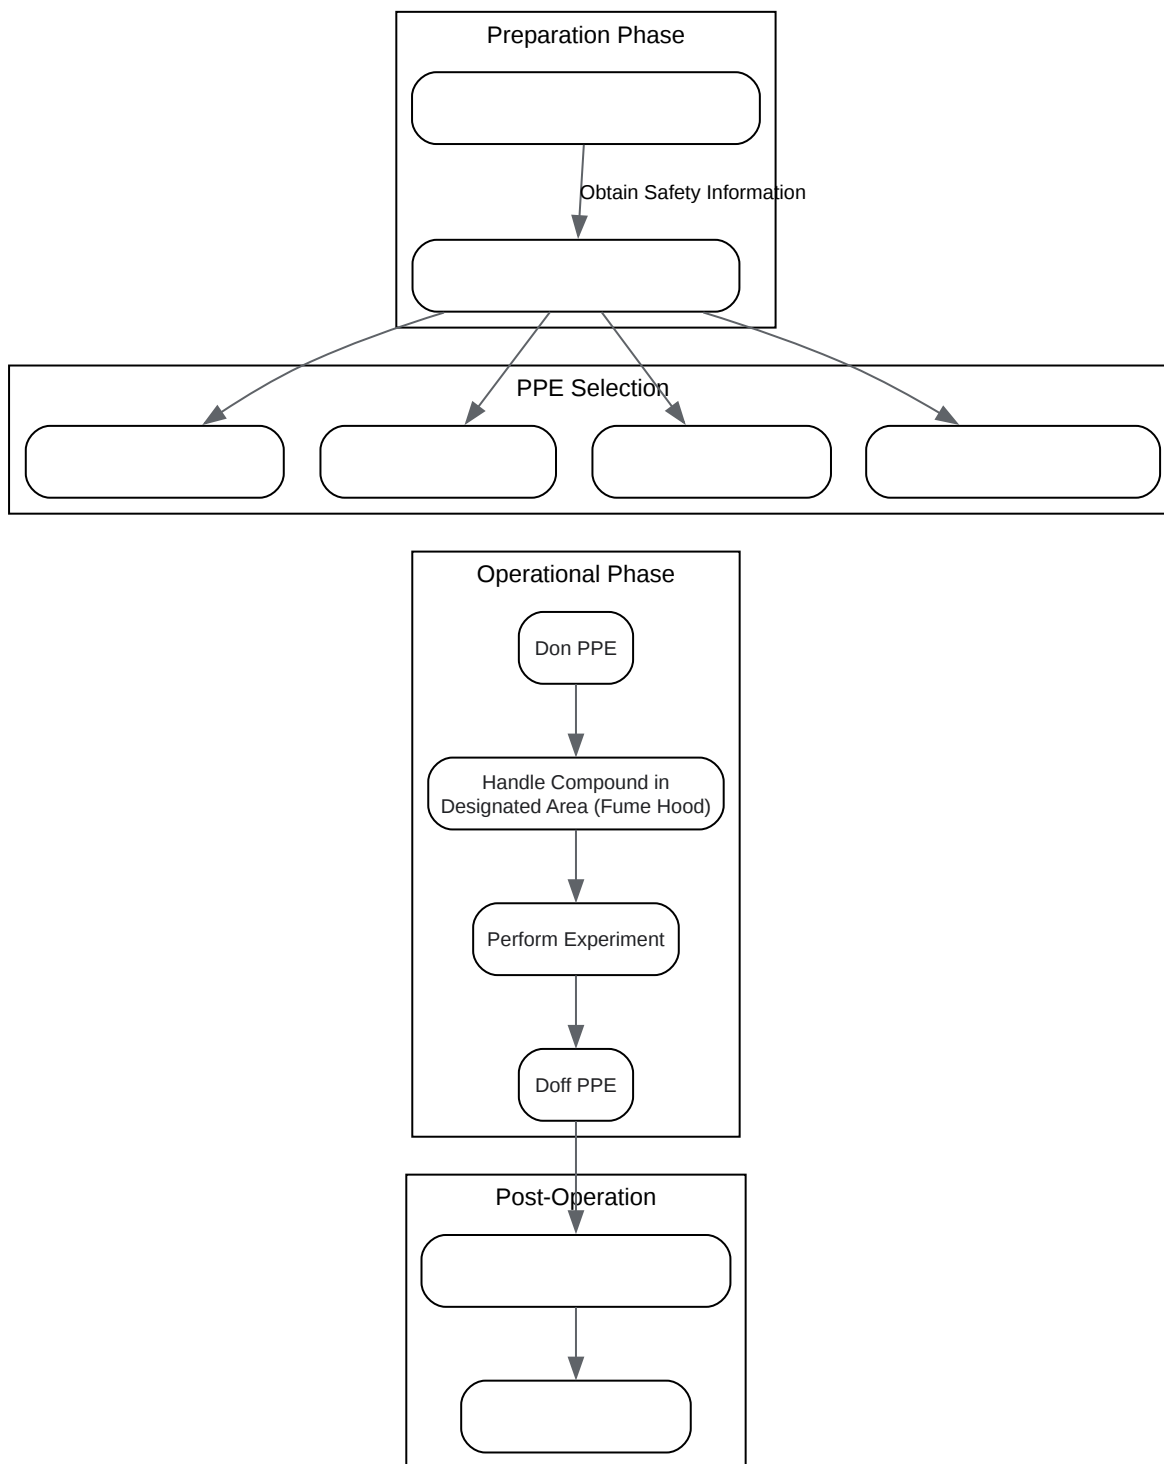 Preparation Phase
Obtain Safety Information
PPE Selection
Operational Phase
Don PPE
Handle Compound in
Designated Area (Fume Hood)
Perform Experiment
Doff PPE
Post-Operation